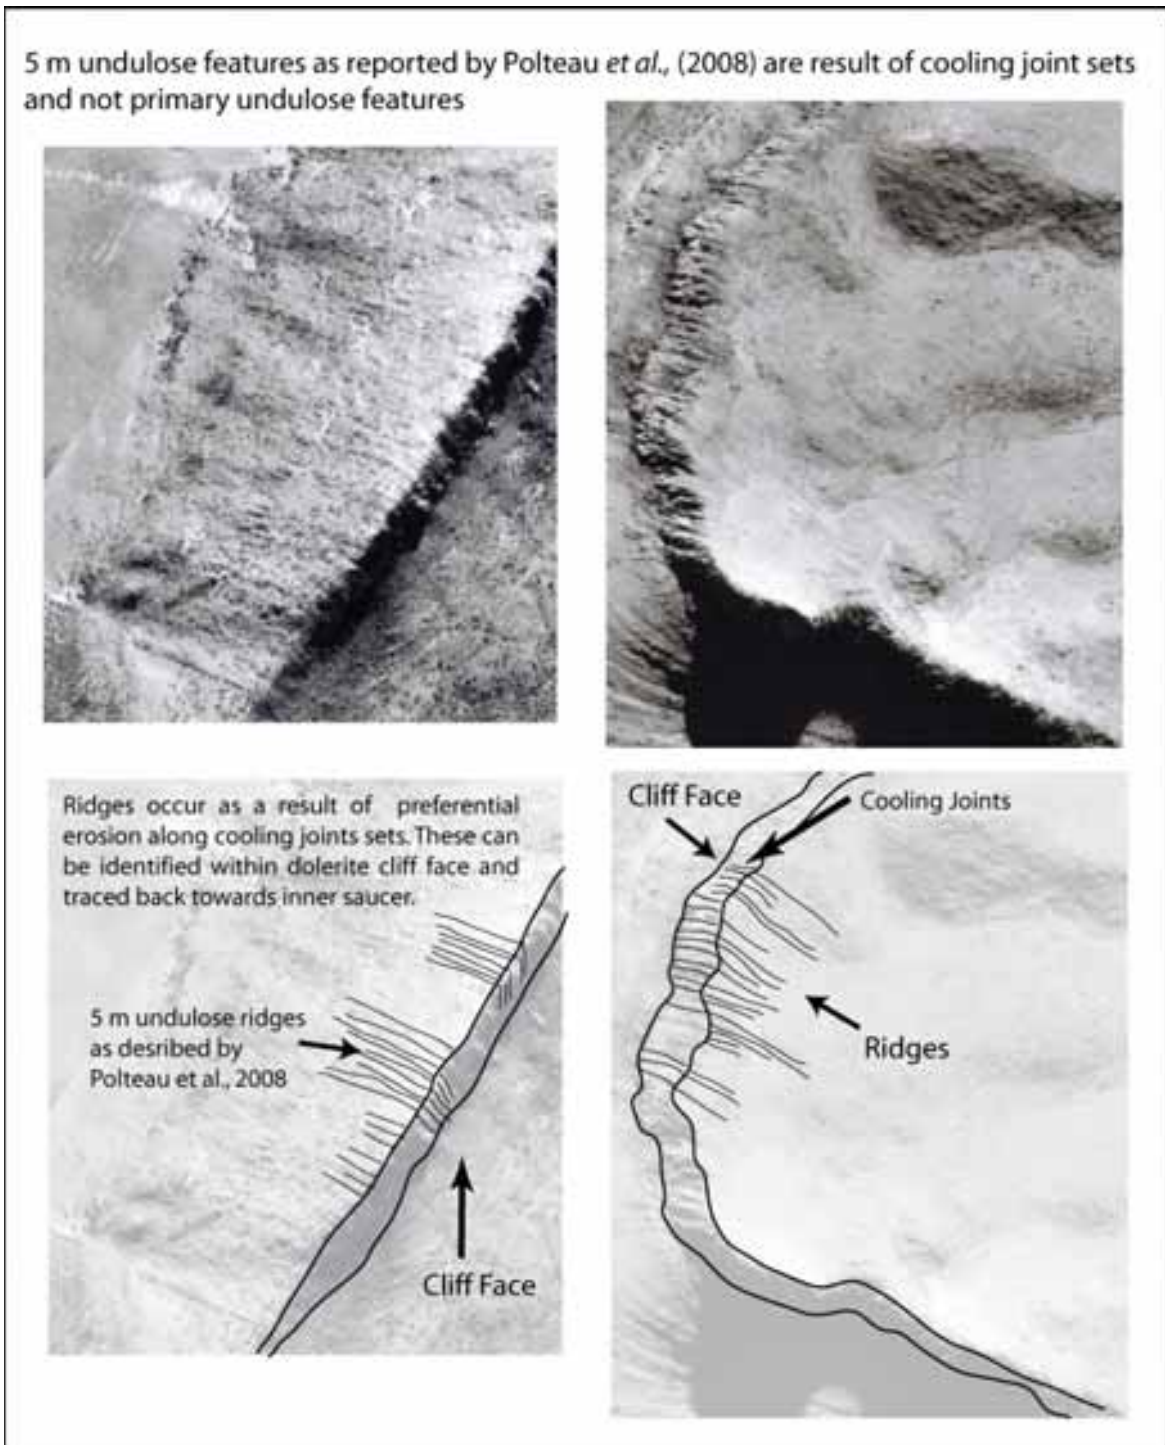 5 m undulose features as reported by Polteau et al., (2008) are result of cooling joint sets
and not primary undulose features
Ridges occur as a result of preferential
erosion along cooling joints sets. These can
be identified within dolerite cliff face and
traced back towards inner saucer.
5 m undulose ridges
as desribed by
Polteau et al., 2008
Cliff Face
Cliff Face
Cooling Joints
Ridges